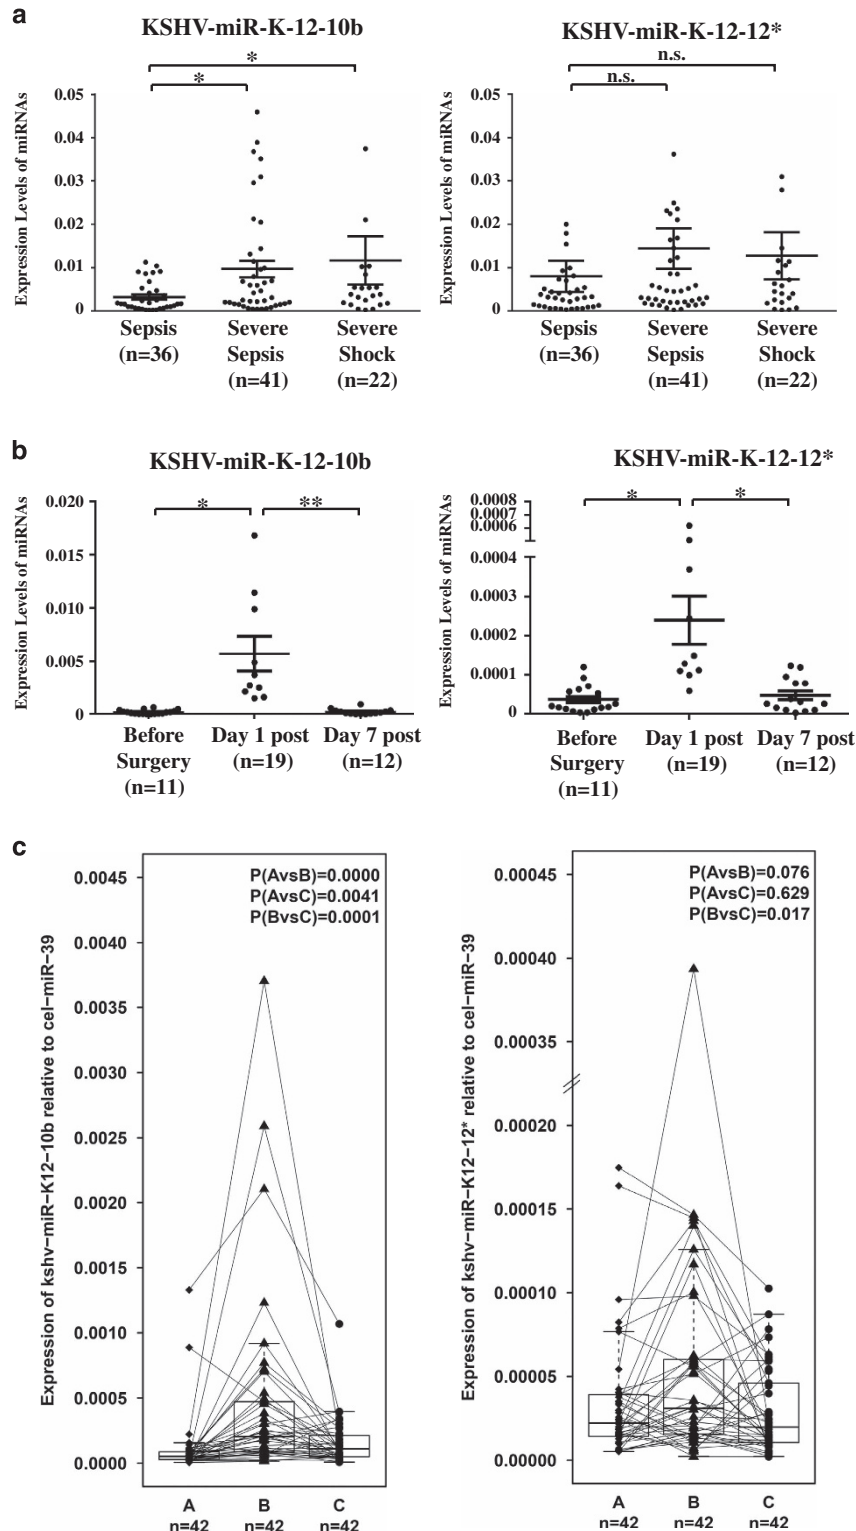 a
KSHV-miR-K-12-10b
*
*
Expression Levels of miRNAs
0.05
0.04
0.03
0.02
0.01
0
Sepsis
(n=36)
Severe
Sepsis
(n=41)
Severe
Shock
(n=22)
KSHV-miR-K-12-12*
n.s.
n.s.
Expression Levels of miRNAs
0.05
0.04
0.03
0.02
0.01
0
Sepsis
(n=36)
Severe
Sepsis
(n=41)
Severe
Shock
(n=22)
b
KSHV-miR-K-12-10b
*
**
Expression Levels of miRNAs
0.020
0.015
0.010
0.005
0
Before
Surgery
(n=11)
Day 1 post
(n=19)
Day 7 post
(n=12)
KSHV-miR-K-12-12*
*
*
Expression Levels of miRNAs
0.0008
0.0007
0.0006
0.0004
0.0003
0.0002
0.0001
0
Before
Surgery
(n=11)
Day 1 post
(n=19)
Day 7 post
(n=12)
c
P(AvsB)=0.0000
P(AvsC)=0.0041
P(BvsC)=0.0001
Expression of kshv-miR-K12-10b relative to cel-miR-39
0.0045
0.0040
0.0035
0.0030
0.0025
0.0020
0.0015
0.0010
0.0005
0.0000
A
n=42
B
n=42
C
n=42
P(AvsB)=0.076
P(AvsC)=0.629
P(BvsC)=0.017
Expression of kshv-miR-K12-12* relative to cel-miR-39
0.00045
0.00040
0.00035
0.00020
0.00015
0.00010
0.00005
0.00000
A
n=42
B
n=42
C
n=42